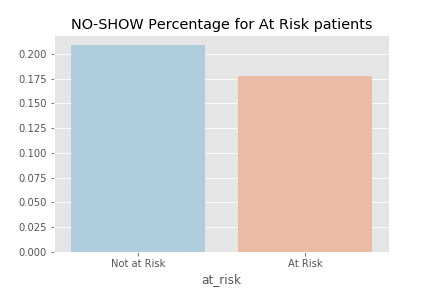 NO-SHOW Percentage for At Risk patients
0.200
0.175
0.150
0.125
0.100
0.075
0.050
0.025
0.000
Not at Risk
At Risk
at_risk